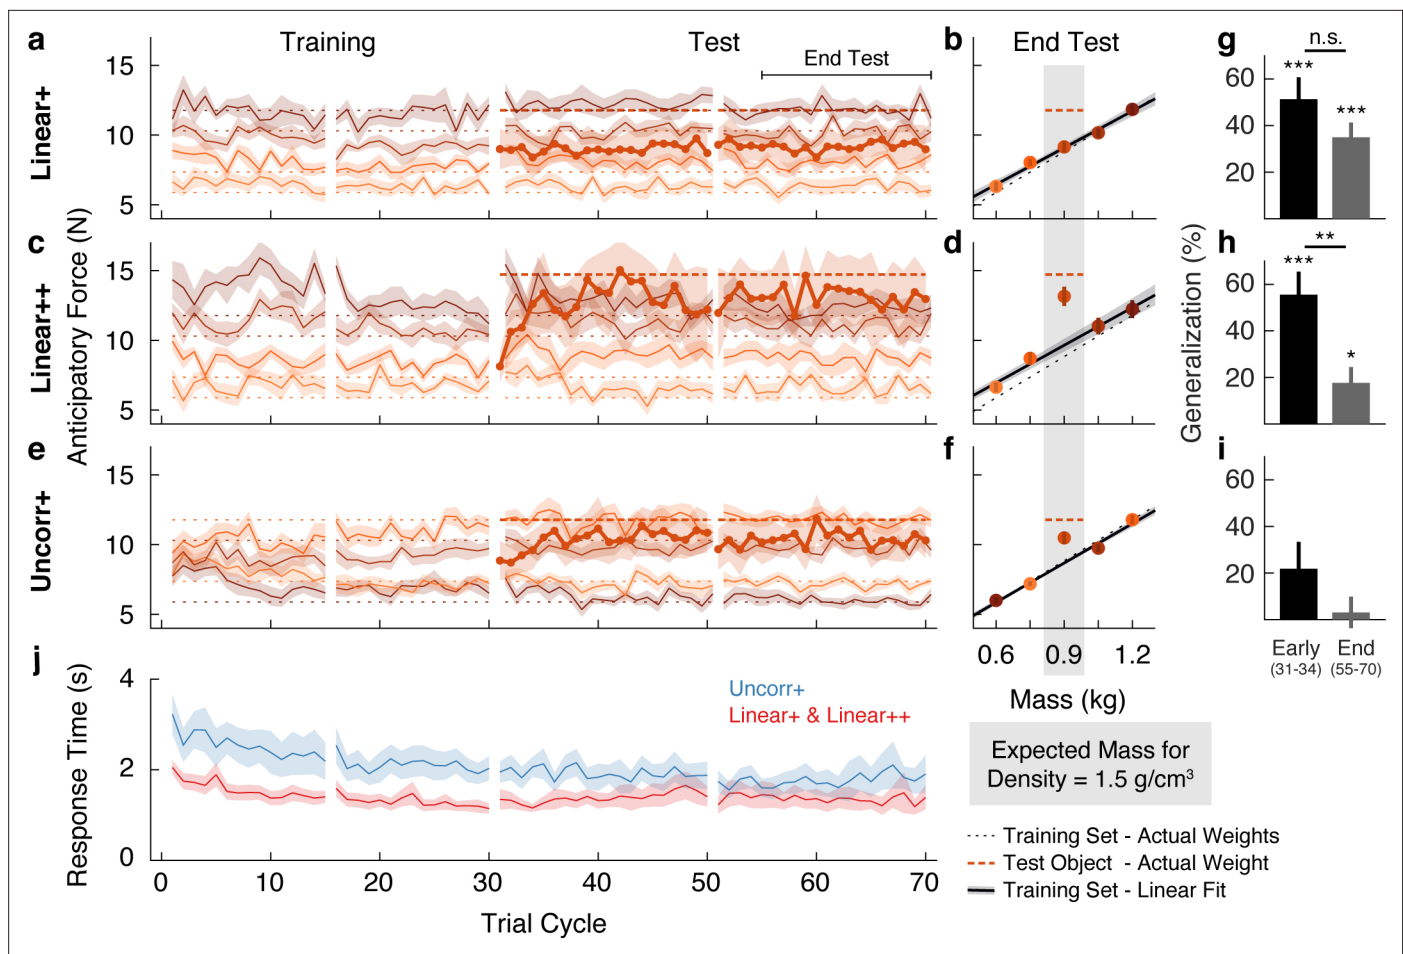 a
Training
Test
End Test
b
End Test
g
n.s.
Linear+
15
10
5
***
***
60
40
20
c
d
h
**
Linear++
Anticipatory Force (N)
15
10
5
Generalization (%)
***
*
60
40
20
e
f
i
Uncorr+
15
10
5
60
40
20
0.6
0.9
1.2
Mass (kg)
Early
(31-34)
End
(55-70)
j
Response Time (s)
4
2
0
Uncorr+
Linear+ & Linear++
0
10
20
30
40
50
60
70
Trial Cycle
Expected Mass for
Density = 1.5 g/cm³
Training Set - Actual Weights
Test Object - Actual Weight
Training Set - Linear Fit